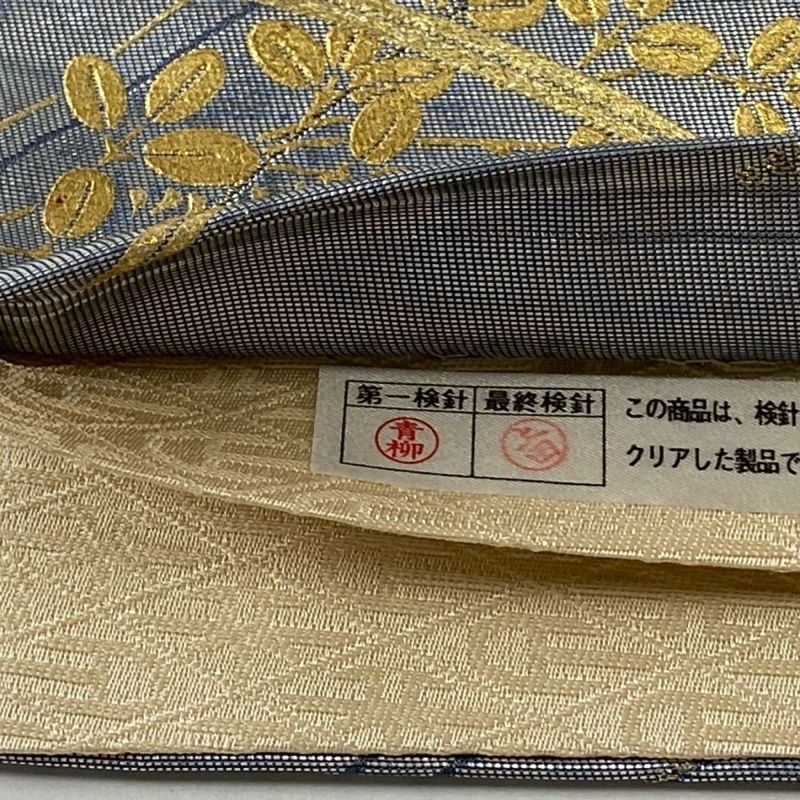 第一検針 最終検針
青柳
この商品は、検針
クリアした製品で